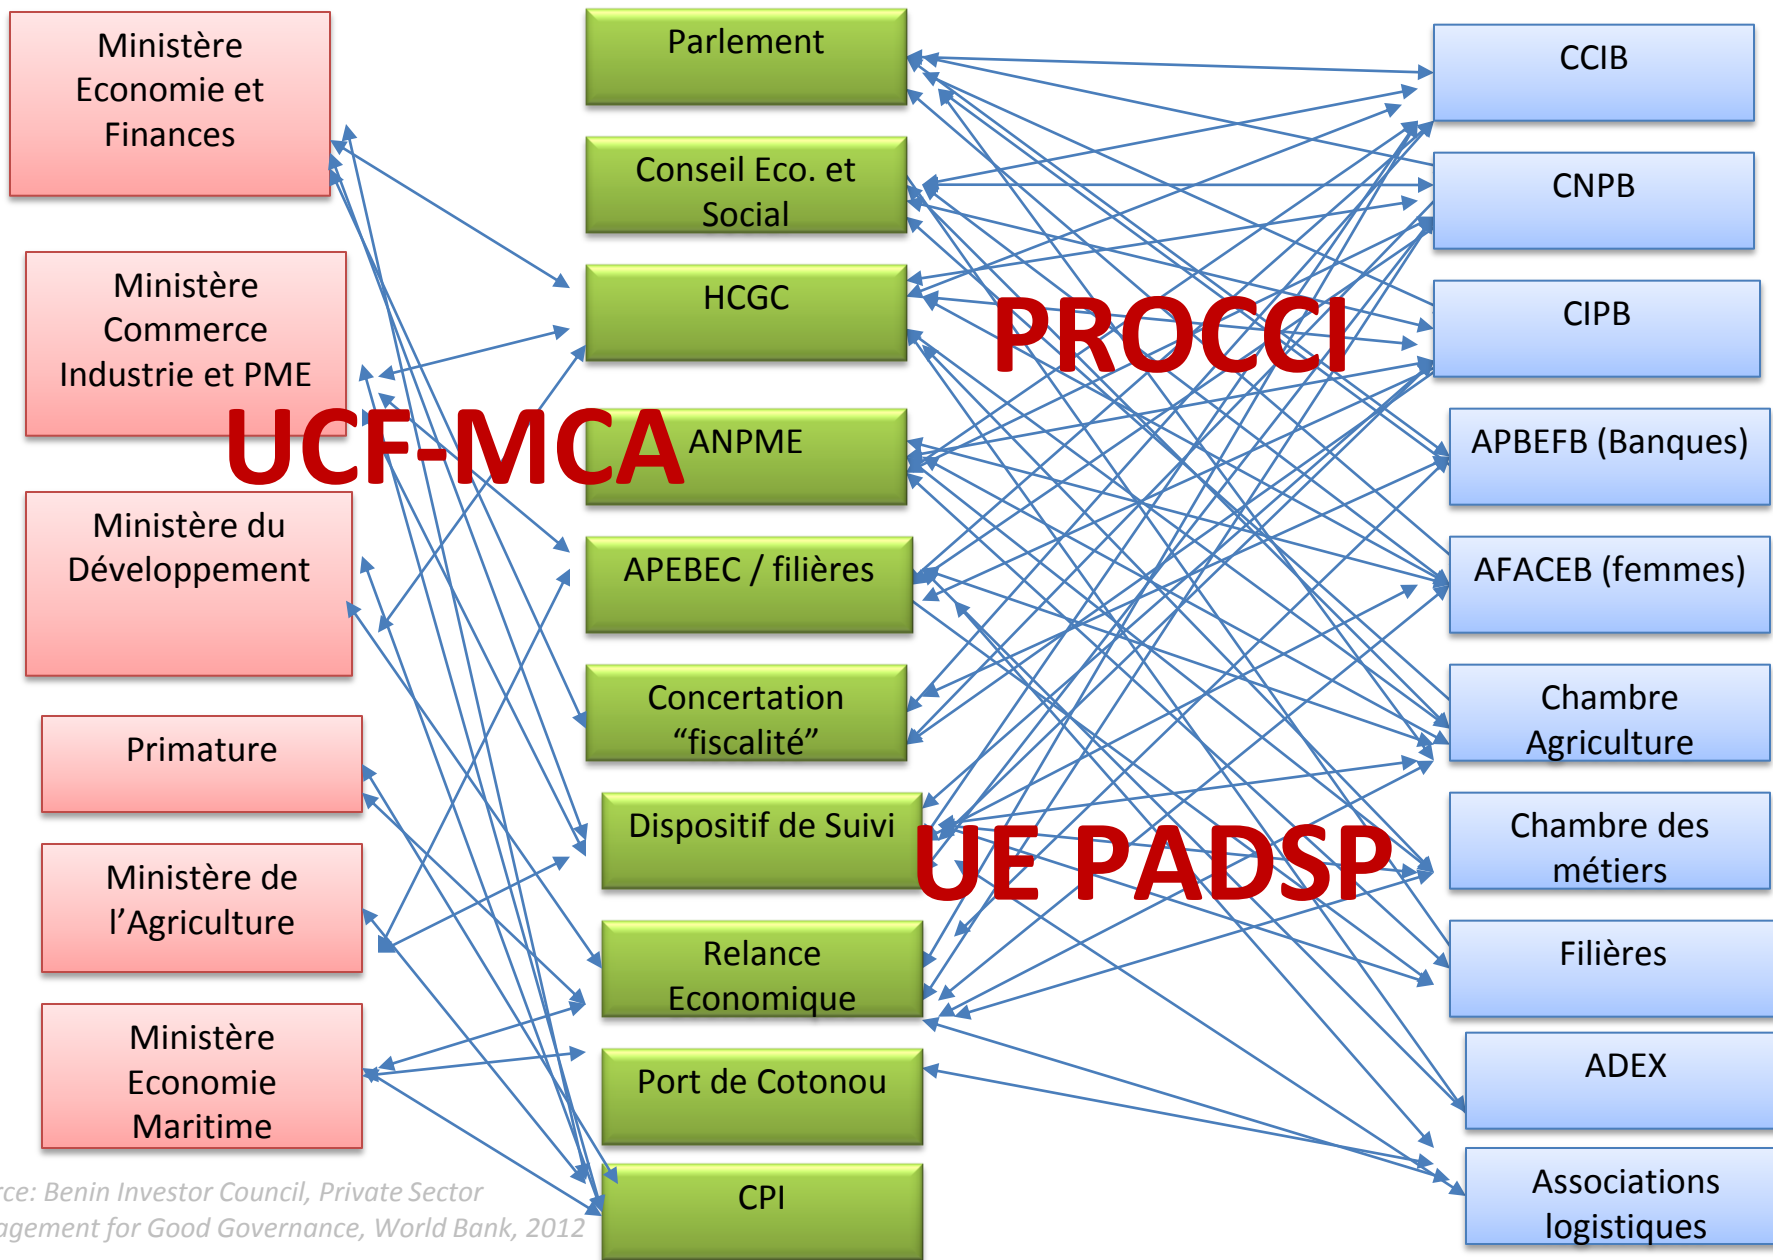 Ministère
Economie et
Finances
Ministère
Commerce
Industrie et PME
Ministère du
Développement
Primature
Ministère de
l’Agriculture
Ministère
Economie
Maritime
Parlement
Conseil Eco. et
Social
HCGC
ANPME
APEBEC / filières
Concertation
“fiscalité”
Dispositif de Suivi
Relance
Economique
Port de Cotonou
CPI
CCIB
CNPB
CIPB
APBEFB (Banques)
AFACEB (femmes)
Chambre
Agriculture
Chambre des
métiers
Filières
ADEX
Associations
logistiques
PROCCI
UCF-MCA
UE PADSP
rce: Benin Investor Council, Private Sector
agement for Good Governance, World Bank, 2012